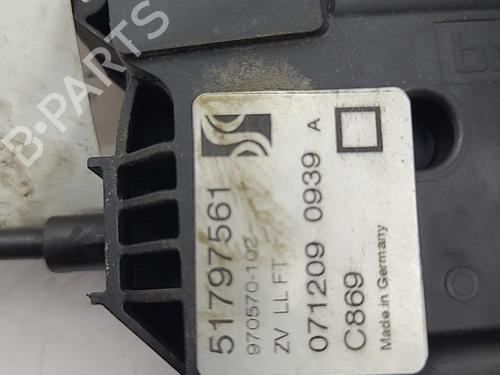 B-PARTS
51797561
970570-102
ZV LL FT
071209 0939 A
C869
Made in Germany